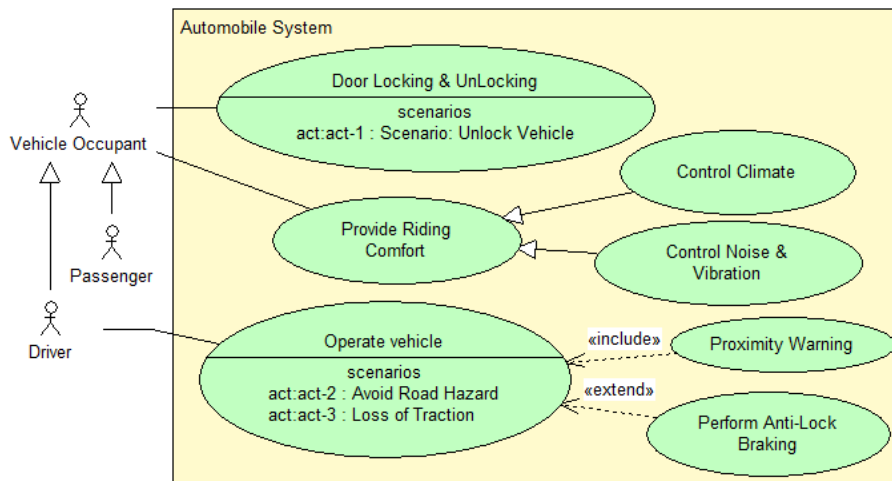 Automobile System
Door Locking & UnLocking
scenarios
act:act-1 : Scenario: Unlock Vehicle
Vehicle Occupant
Control Climate
Provide Riding
Comfort
Control Noise &
Vibration
Passenger
Driver
Operate vehicle
scenarios
act:act-2 : Avoid Road Hazard
act:act-3 : Loss of Traction
«include»
Proximity Warning
«extend»
Perform Anti-Lock
Braking